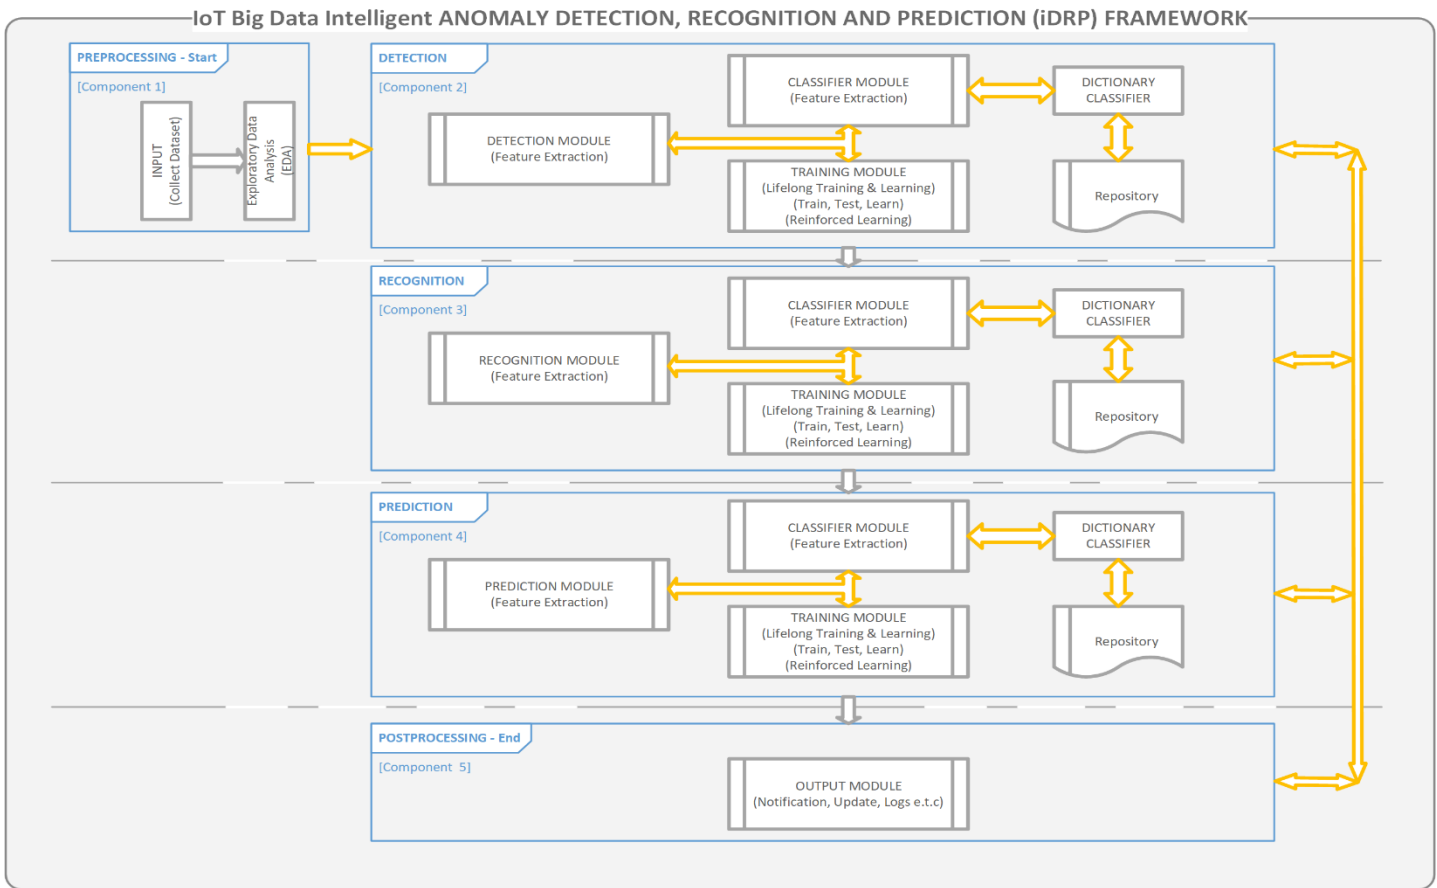 IoT Big Data Intelligent ANOMALY DETECTION, RECOGNITION AND PREDICTION (iDRP) FRAMEWORK
PREPROCESSING - Start
[Component 1]
INPUT
(Collect Dataset)
Exploratory Data
Analysis
(EDA)
DETECTION
[Component 2]
DETECTION MODULE
(Feature Extraction)
CLASSIFIER MODULE
(Feature Extraction)
TRAINING MODULE
(Lifelong Training & Learning)
(Train, Test, Learn)
(Reinforced Learning)
DICTIONARY
CLASSIFIER
Repository
RECOGNITION
[Component 3]
RECOGNITION MODULE
(Feature Extraction)
CLASSIFIER MODULE
(Feature Extraction)
TRAINING MODULE
(Lifelong Training & Learning)
(Train, Test, Learn)
(Reinforced Learning)
DICTIONARY
CLASSIFIER
Repository
PREDICTION
[Component 4]
PREDICTION MODULE
(Feature Extraction)
CLASSIFIER MODULE
(Feature Extraction)
TRAINING MODULE
(Lifelong Training & Learning)
(Train, Test, Learn)
(Reinforced Learning)
DICTIONARY
CLASSIFIER
Repository
POSTPROCESSING - End
[Component  5]
OUTPUT MODULE
(Notification, Update, Logs e.t.c)